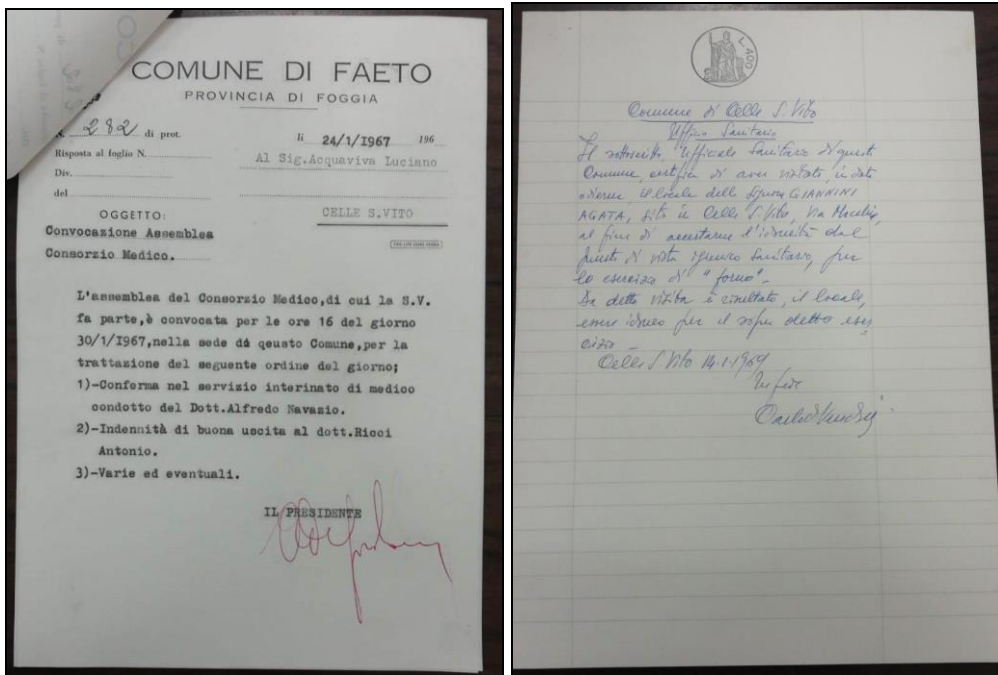 COMUNE DI FAETO
PROVINCIA DI FOGGIA
N. 282 di prot.
li 24/1/I967 196
Risposta al foglio N.
Al Sig.Acquaviva Luciano
Div.
del
CELLE S.VITO
OGGETTO:
Convocazione Assemblea
Consorzio Medico.
L'assemblea del Consorzio Medico,di cui la S.V.
fa parte,è convocata per le ore 16 del giorno
30/1/1967,nella sede di qeusto Comune,per la
trattazione del seguente ordine del giorno;
1)-Conferma nel servizio interinato di medico
condotto del Dott.Alfredo Navazio.
2)-Indennità di buona uscita al dott.Ricci
Antonio.
3)-Varie ed eventuali.
IL PRESIDENTE
L. 400
Comune di Celle S. Vito
Ufficio Sanitario
Il sottoscritto, Ufficiale Sanitario di questo
Comune, certifica di aver visitato, in data
odierna il locale della Signora GIANNINI
AGATA, sito in Celle S. Vito, Via
al fine di accertarne l'idoneità dal
punto di vista igienico Sanitario, per
lo esercizio di "forno"-
Da detta visita è risultato, il locale,
essere idoneo per il sopra detto eser
cizio -
Celle S. Vito 14-1-1969
In fede